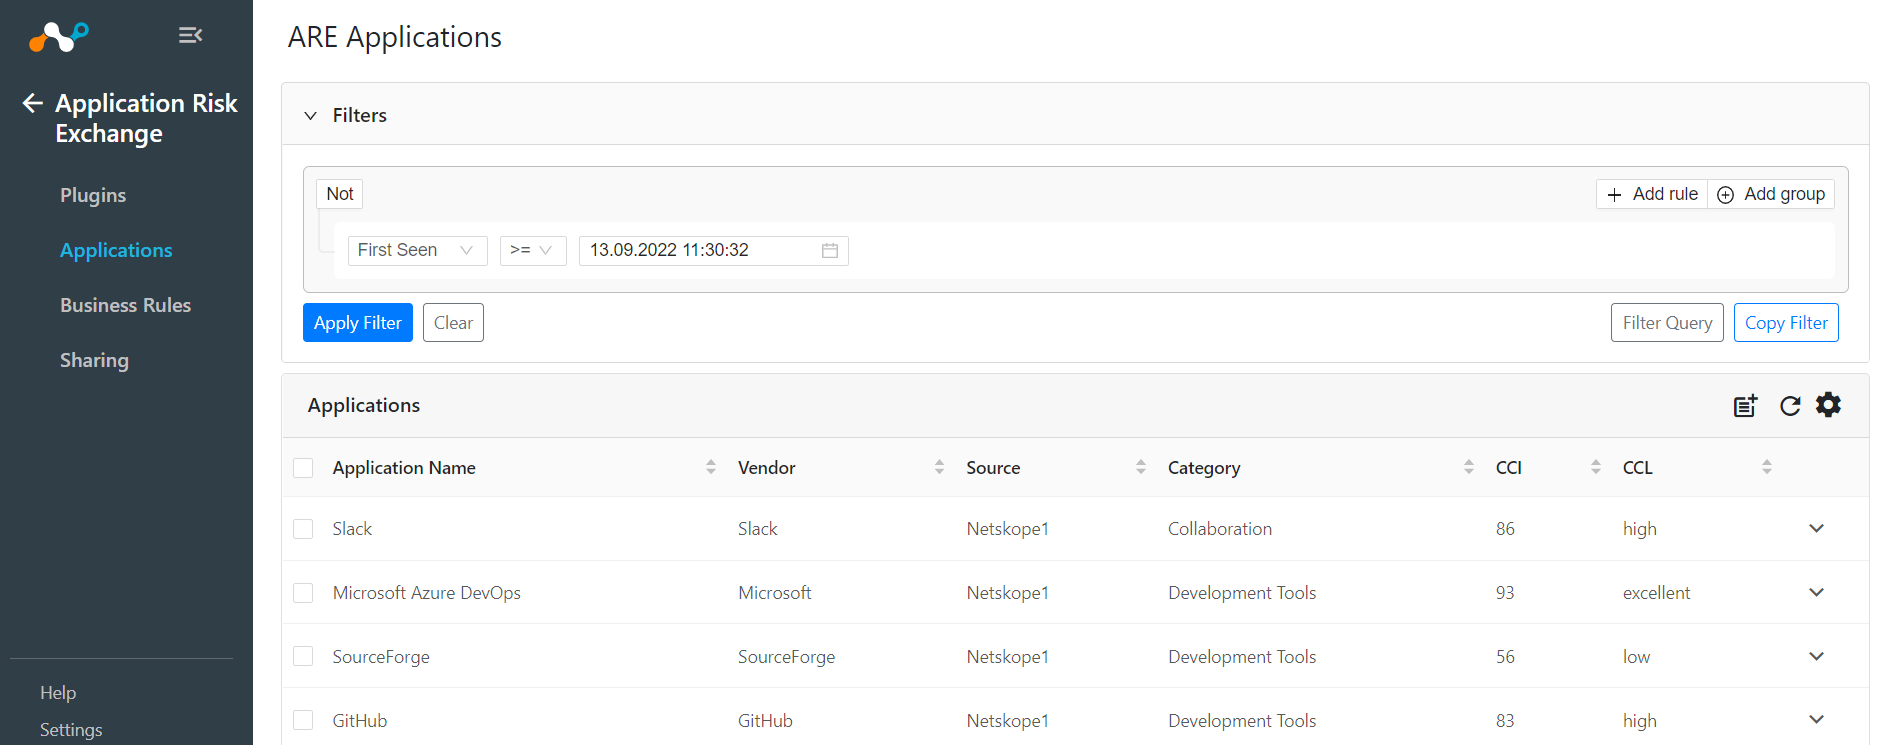 ARE Applications
Application Risk
Exchange
Plugins
Applications
Business Rules
Sharing
Help
Settings
Filters
Not
Add rule
Add group
First Seen
>=
13.09.2022 11:30:32
Apply Filter
Clear
Filter Query
Copy Filter
Applications
Application Name Vendor Source Category CCI CCL
Slack Slack Netskope1 Collaboration 86 high
Microsoft Azure DevOps Microsoft Netskope1 Development Tools 93 excellent
SourceForge SourceForge Netskope1 Development Tools 56 low
GitHub GitHub Netskope1 Development Tools 83 high